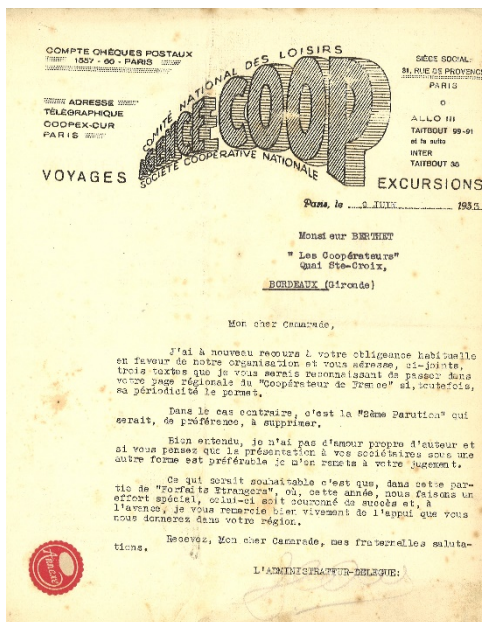 COMPTE CHÈQUES POSTAUX
1557 - 66 - PARIS
ADRESSE
TÉLÉGRAPHIQUE
COOPEX-CUR
PARIS
VOYAGES
COMITÉ NATIONAL DES LOISIRS
AGENCE COOP
SOCIÉTÉ COOPÉRATIVE NATIONALE
SIÈGE SOCIAL
31, RUE DE PROVENCE
PARIS
ALLO III
TAITBOUT 99-91
et la suite
INTER
TAITBOUT 35
EXCURSIONS
Paris, le 2 JUIN 193
Monsieur BERTHET
" Les Coopérateurs"
Quai Ste-Croix,
BORDEAUX (Gironde)
Mon cher Camarade,
J'ai à nouveau recours à votre obligeance habituelle
en faveur de notre organisation et vous adresse, ci-joints,
trois textes que je vous serais reconnaissant de passer dans
votre page régionale du "Coopérateur de France" si, toutefois,
sa périodicité le permet.
Dans le cas contraire, c'est la "2ème Parution" qui
serait, de préférence, à supprimer.
Bien entendu, je n'ai pas d'amour propre d'auteur et
si vous pensez que la présentation à vos sociétaires sous une
autre forme est préférable je m'en remets à votre jugement.
Ce qui serait souhaitable c'est que, dans cette par-
tie de "Forfaits Etrangers", où, cette année, nous faisons un
effort spécial, celui-ci soit couronné de succès et, à
l'avance, je vous remercie bien vivement de l'appui que vous
nous donnerez dans votre région.
Recevez, Mon cher Camarade, mes fraternelles saluta-
tions.
L'ADMINISTRATEUR-DELEGUE: